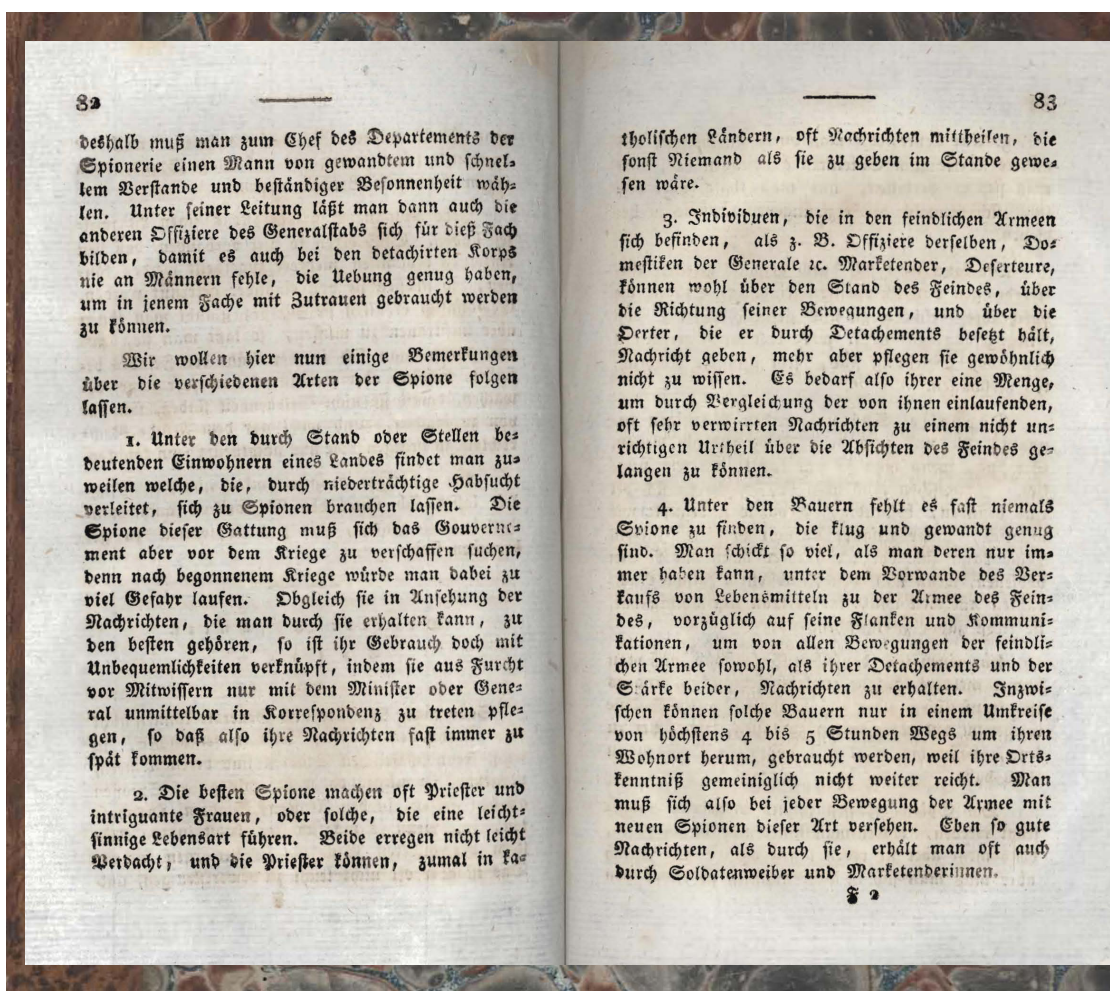 82
deshalb muß man zum Chef des Departements der
Spionerie einen Mann von gewandtem und schnel-
lem Verstande und beständiger Besonnenheit wäh-
len. Unter seiner Leitung läßt man dann auch die
anderen Offiziere des Generalstabs sich für dieß Fach
bilden, damit es auch bei den detachirten Korps
nie an Männern fehle, die Uebung genug haben,
um in jenem Fache mit Zutrauen gebraucht werden
zu können.
Wir wollen hier nun einige Bemerkungen
über die verschiedenen Arten der Spione folgen
lassen.
1. Unter den durch Stand oder Stellen be-
deutenden Einwohnern eines Landes findet man zu-
weilen welche, die, durch niederträchtige Habsucht
verleitet, sich zu Spionen brauchen lassen. Die
Spione dieser Gattung muß sich das Gouverne-
ment aber vor dem Kriege zu verschaffen suchen,
denn nach begonnenem Kriege würde man dabei zu
viel Gefahr laufen. Obgleich sie in Ansehung der
Nachrichten, die man durch sie erhalten kann, zu
den besten gehören, so ist ihr Gebrauch doch mit
Unbequemlichkeiten verknüpft, indem sie aus Furcht
vor Mitwissern nur mit dem Minister oder Gene-
ral unmittelbar in Korrespondenz zu treten pfle-
gen, so daß also ihre Nachrichten fast immer zu
spät kommen.
2. Die besten Spione machen oft Priester und
intriguante Frauen, oder solche, die eine leicht-
sinnige Lebensart führen. Beide erregen nicht leicht
Verdacht, und die Priester können, zumal in ka-
83
tholischen Ländern, oft Nachrichten mittheilen, die
sonst Niemand als sie zu geben im Stande gewe-
sen wäre.
3. Individuen, die in den feindlichen Armeen
sich befinden, als z. B. Offiziere derselben, Do-
mestiken der Generale ꝛc. Marketender, Deserteure,
können wohl über den Stand des Feindes, über
die Richtung seiner Bewegungen, und über die
Oerter, die er durch Detachements besetzt hält,
Nachricht geben, mehr aber pflegen sie gewöhnlich
nicht zu wissen. Es bedarf also ihrer eine Menge,
um durch Vergleichung der von ihnen einlaufenden,
oft sehr verwirrten Nachrichten zu einem nicht un-
richtigen Urtheil über die Absichten des Feindes ge-
langen zu können.
4. Unter den Bauern fehlt es fast niemals
Spione zu finden, die klug und gewandt genug
sind. Man schickt so viel, als man deren nur im-
mer haben kann, unter dem Vorwande des Ver-
kaufs von Lebensmitteln zu der Armee des Fein-
des, vorzüglich auf seine Flanken und Kommuni-
kationen, um von allen Bewegungen der feindli-
chen Armee sowohl, als ihrer Detachements und der
Stärke beider, Nachrichten zu erhalten. Inzwi-
schen können solche Bauern nur in einem Umkreise
von höchstens 4 bis 5 Stunden Wegs um ihren
Wohnort herum, gebraucht werden, weil ihre Orts-
kenntniß gemeiniglich nicht weiter reicht. Man
muß sich also bei jeder Bewegung der Armee mit
neuen Spionen dieser Art versehen. Eben so gute
Nachrichten, als durch sie, erhält man oft auch
durch Soldatenweiber und Marketenderinnen.
F 2